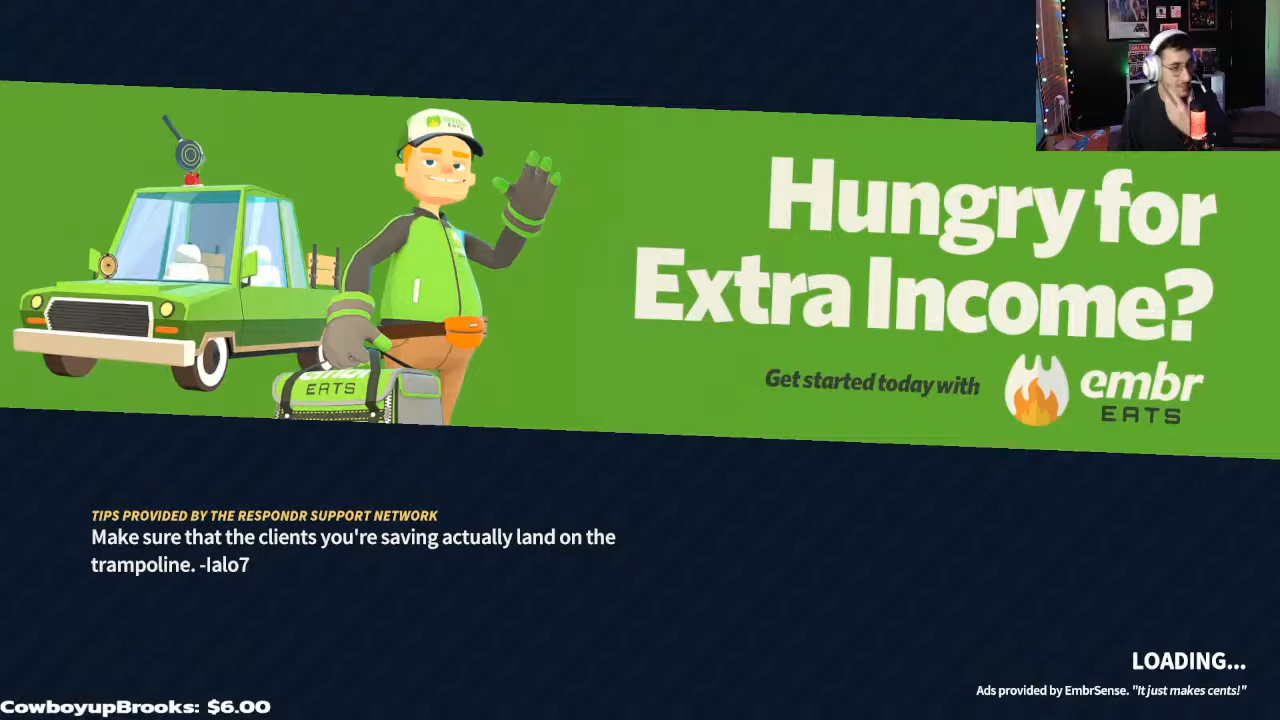 Hungry for
Extra Income?
Get started today with
embr
EATS
EATS
TIPS PROVIDED BY THE RESPONDR SUPPORT NETWORK
Make sure that the clients you're saving actually land on the
trampoline. -Ialo7
LOADING...
Ads provided by EmbrSense. "It just makes cents!"
CowboyupBrooks: $6.00